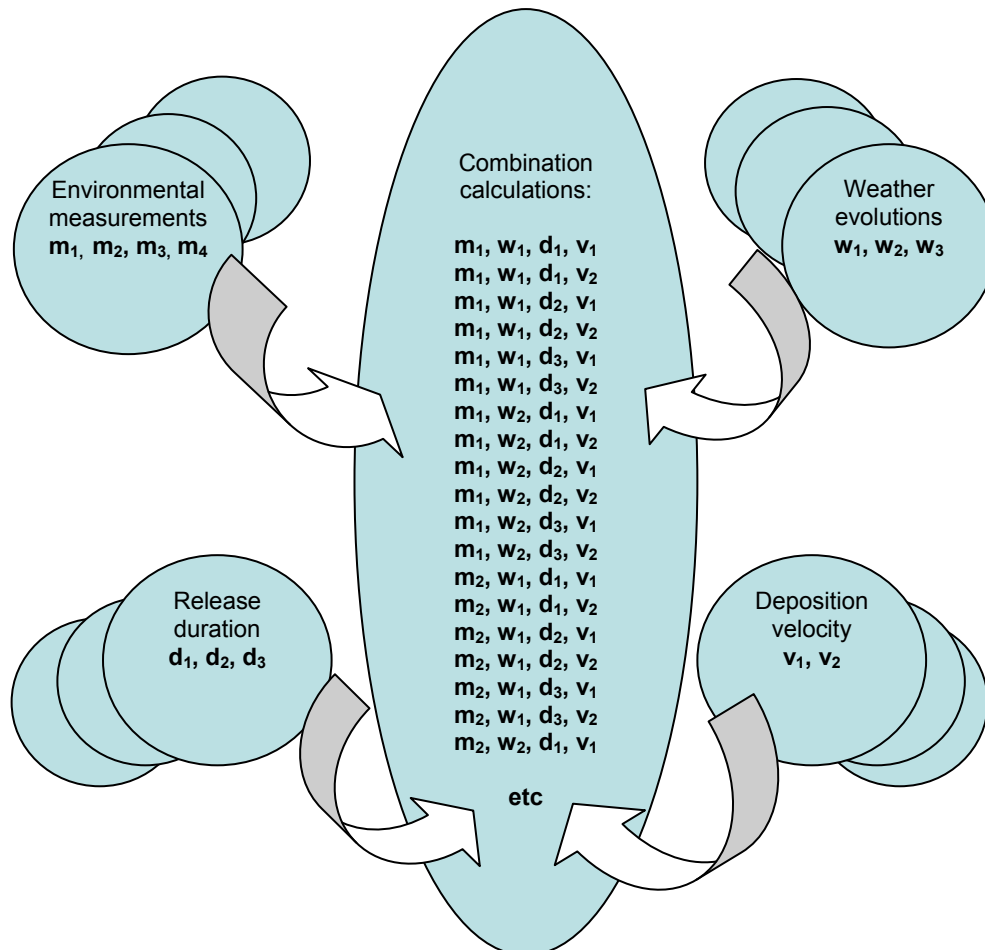 Environmental
measurements
m₁, m₂, m₃, m₄
Combination
calculations:
m₁, w₁, d₁, v₁
m₁, w₁, d₁, v₂
m₁, w₁, d₂, v₁
m₁, w₁, d₂, v₂
m₁, w₁, d₃, v₁
m₁, w₁, d₃, v₂
m₁, w₂, d₁, v₁
m₁, w₂, d₁, v₂
m₁, w₂, d₂, v₁
m₁, w₂, d₂, v₂
m₁, w₂, d₃, v₁
m₁, w₂, d₃, v₂
m₂, w₁, d₁, v₁
m₂, w₁, d₁, v₂
m₂, w₁, d₂, v₁
m₂, w₁, d₂, v₂
m₂, w₁, d₃, v₁
m₂, w₁, d₃, v₂
m₂, w₂, d₁, v₁
etc
Weather
evolutions
w₁, w₂, w₃
Release
duration
d₁, d₂, d₃
Deposition
velocity
v₁, v₂